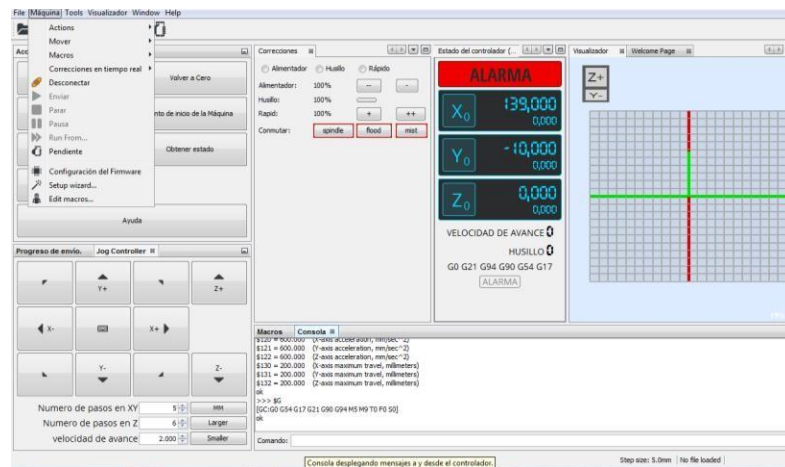 File Máquina Tools Visualizador Window Help
Actions
Mover
Macros
Correcciones en tiempo real
Desconectar
Enviar
Parar
Pausa
Run From...
Pendiente
Configuración del Firmware
Setup wizard...
Edit macros...
Volver a Cero
nto de inicio de la Máquina
Obtener estado
Ayuda
Progreso de envío. Jog Controller
Y+
Z+
X-
X+
Y-
Z-
Numero de pasos en XY 5 MM
Numero de pasos en Z 6 Larger
velocidad de avance 2.000 Smaller
Correcciones
Alimentador Husillo Rápido
Alimentador: 100% -- -
Husillo: 100%
Rapid: 100% + ++
Conmutar: spindle flood mist
Estado del controlador (...
ALARMA
X0 139,000
0,000
Y0 -10,000
0,000
Z0 0,000
0,000
VELOCIDAD DE AVANCE 0
HUSILLO 0
G0 G21 G94 G90 G54 G17
ALARMA
Visualizador Welcome Page
Z+
Y-
Macros Consola
$120 = 600.000 (X-axis acceleration, mm/sec^2)
$121 = 600.000 (Y-axis acceleration, mm/sec^2)
$122 = 600.000 (Z-axis acceleration, mm/sec^2)
$130 = 200.000 (X-axis maximum travel, millimeters)
$131 = 200.000 (Y-axis maximum travel, millimeters)
$132 = 200.000 (Z-axis maximum travel, millimeters)
ok
>>> $G
[GC:G0 G54 G17 G21 G90 G94 M5 M9 T0 F0 S0]
ok
Comando:
Consola desplegando mensajes a y desde el controlador.
Step size: 5.0mm No file loaded